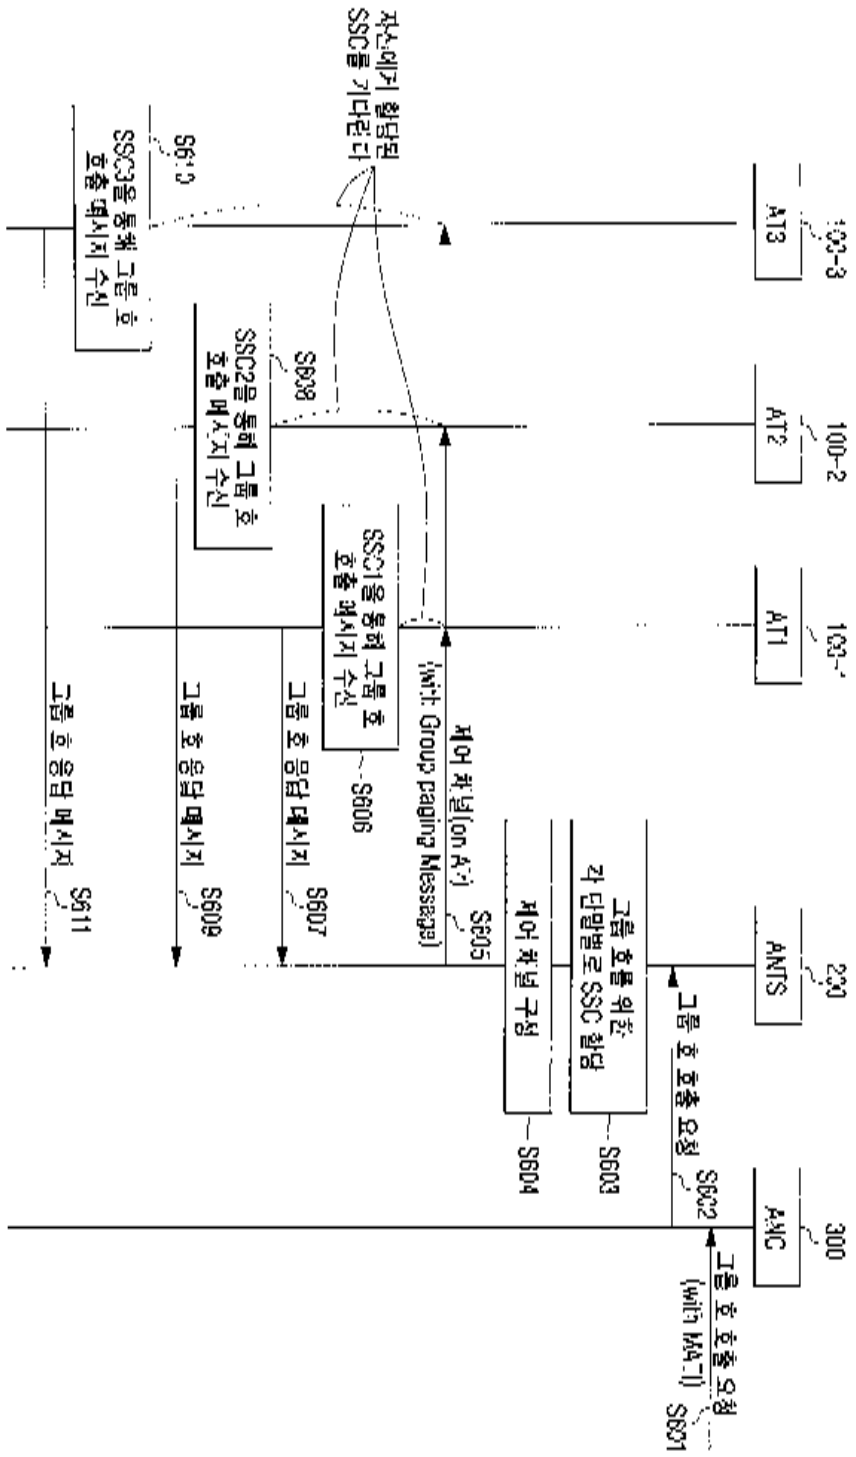 100-3
AT3
100-2
AT2
100-1
AT1
200
ANTS
300
ANC
그룹 호 호출 요청
(with MATI)
S601
그룹 호 호출 요청
S602
그룹 호를 위한
각 단말별로 SSC 할당
S603
제어 채널 구성
S604
제어 채널(on A7)
(with Group paging Message)
S605
자신에게 할당된
SSC를 기다린다
SSC1을 통해 그룹 호
호출 메시지 수신
S606
그룹 호 응답 메시지
S607
S608
SSC2을 통해 그룹 호
호출 메시지 수신
그룹 호 응답 메시지
S609
S610
SSC3을 통해 그룹 호
호출 메시지 수신
그룹 호 응답 메시지
S611